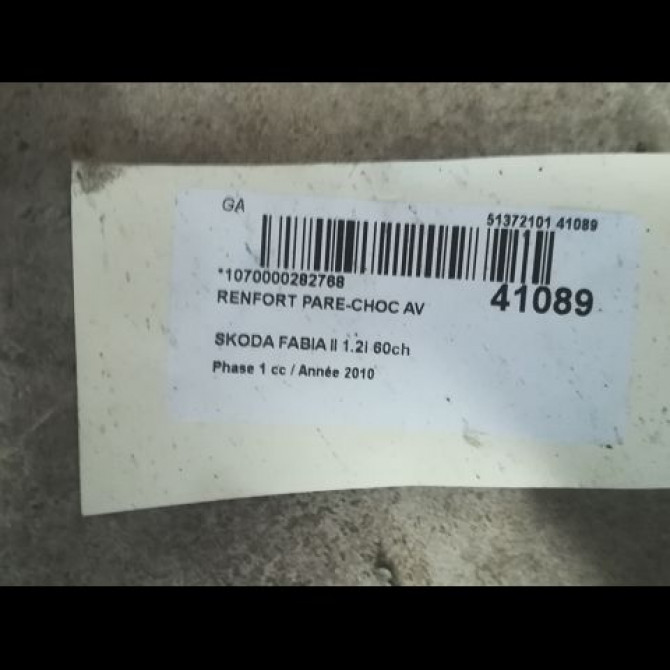 GA
51372101 41089
*1070000282768
41089
RENFORT PARE-CHOC AV
SKODA FABIA II 1.2i 60ch
Phase 1 cc / Année 2010